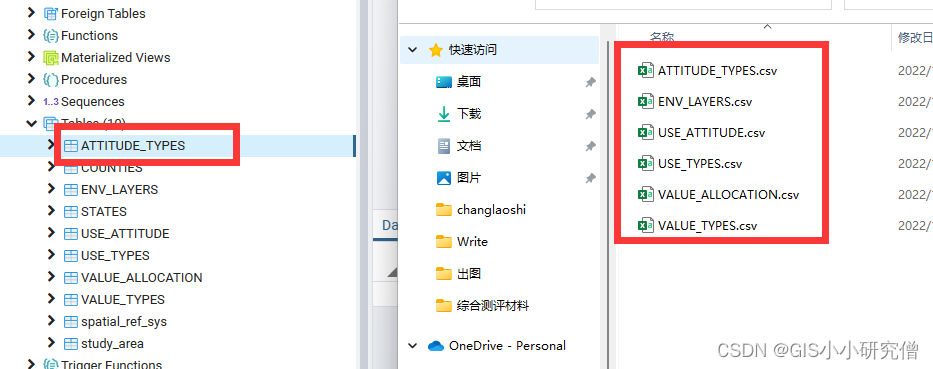 Foreign Tables
Functions
Materialized Views
Procedures
1..3 Sequences
Tables (10)
ATTITUDE_TYPES
COUNTIES
ENV_LAYERS
STATES
USE_ATTITUDE
USE_TYPES
VALUE_ALLOCATION
VALUE_TYPES
spatial_ref_sys
study_area
Trigger Functions
Da
快速访问
桌面
下载
文档
图片
changlaoshi
Write
出图
综合测评材料
OneDrive - Personal
名称
修改日
ATTITUDE_TYPES.csv
2022/
ENV_LAYERS.csv
2022/
USE_ATTITUDE.csv
2022/
USE_TYPES.csv
2022/
VALUE_ALLOCATION.csv
2022/
VALUE_TYPES.csv
2022/
CSDN @GIS小小研究僧